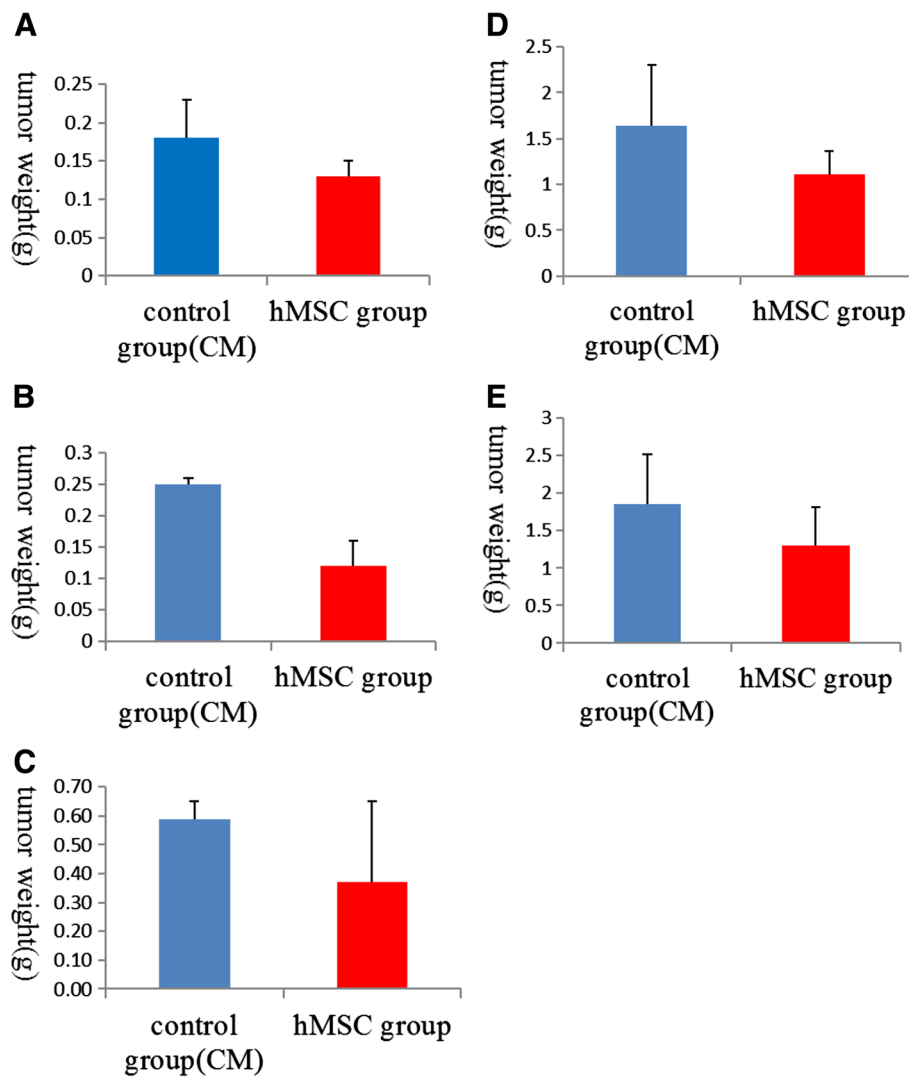 A
tumor weight(g)
0.25
0.2
0.15
0.1
0.05
0
control
group(CM)
hMSC group
B
tumor weight(g)
0.3
0.25
0.2
0.15
0.1
0.05
0
control
group(CM)
hMSC group
C
tumor weight(g)
0.70
0.60
0.50
0.40
0.30
0.20
0.10
0.00
control
group(CM)
hMSC group
D
tumor weight(g)
2.5
2
1.5
1
0.5
0
control
group(CM)
hMSC group
E
tumor weight(g)
3
2.5
2
1.5
1
0.5
0
control
group(CM)
hMSC group